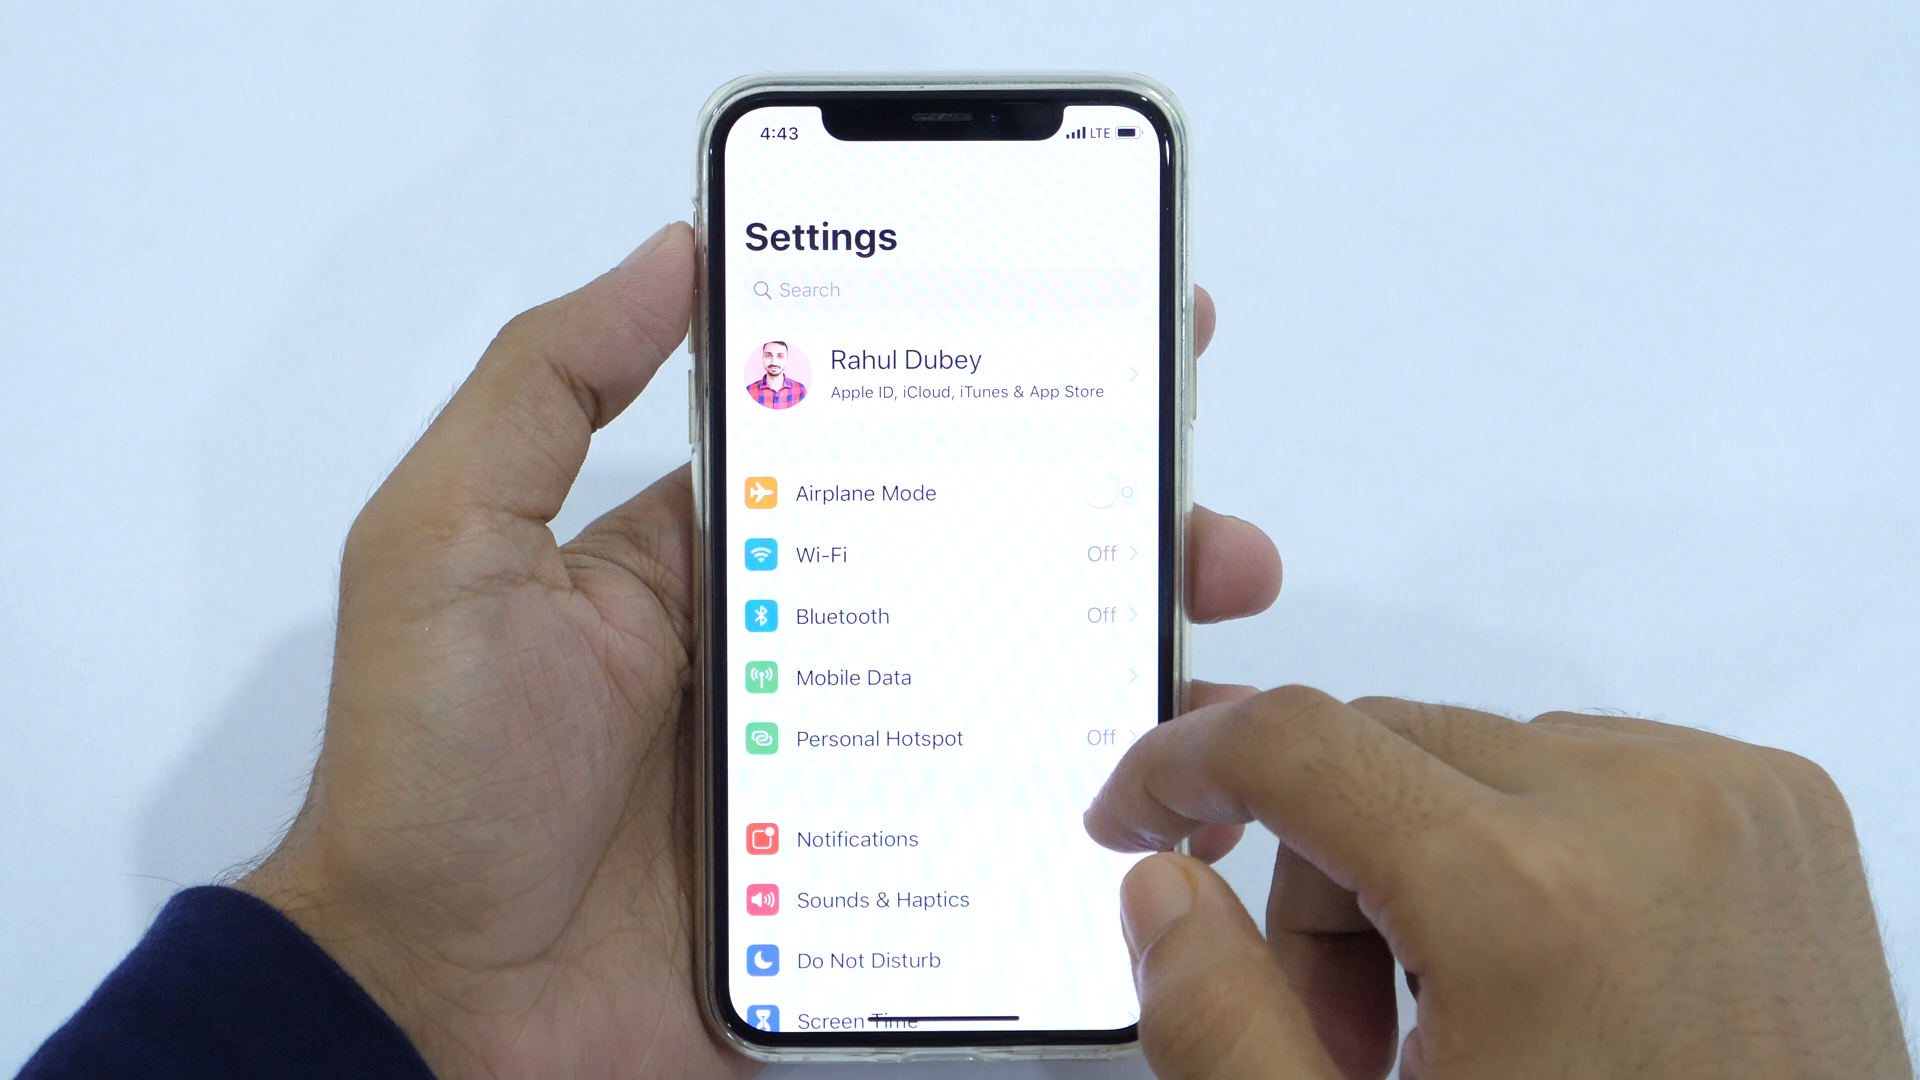 4:43
LTE
Settings
Search
Rahul Dubey
Apple ID, iCloud, iTunes & App Store
Airplane Mode
Wi-Fi Off
Bluetooth Off
Mobile Data
Personal Hotspot Off
Notifications
Sounds & Haptics
Do Not Disturb
Screen Time